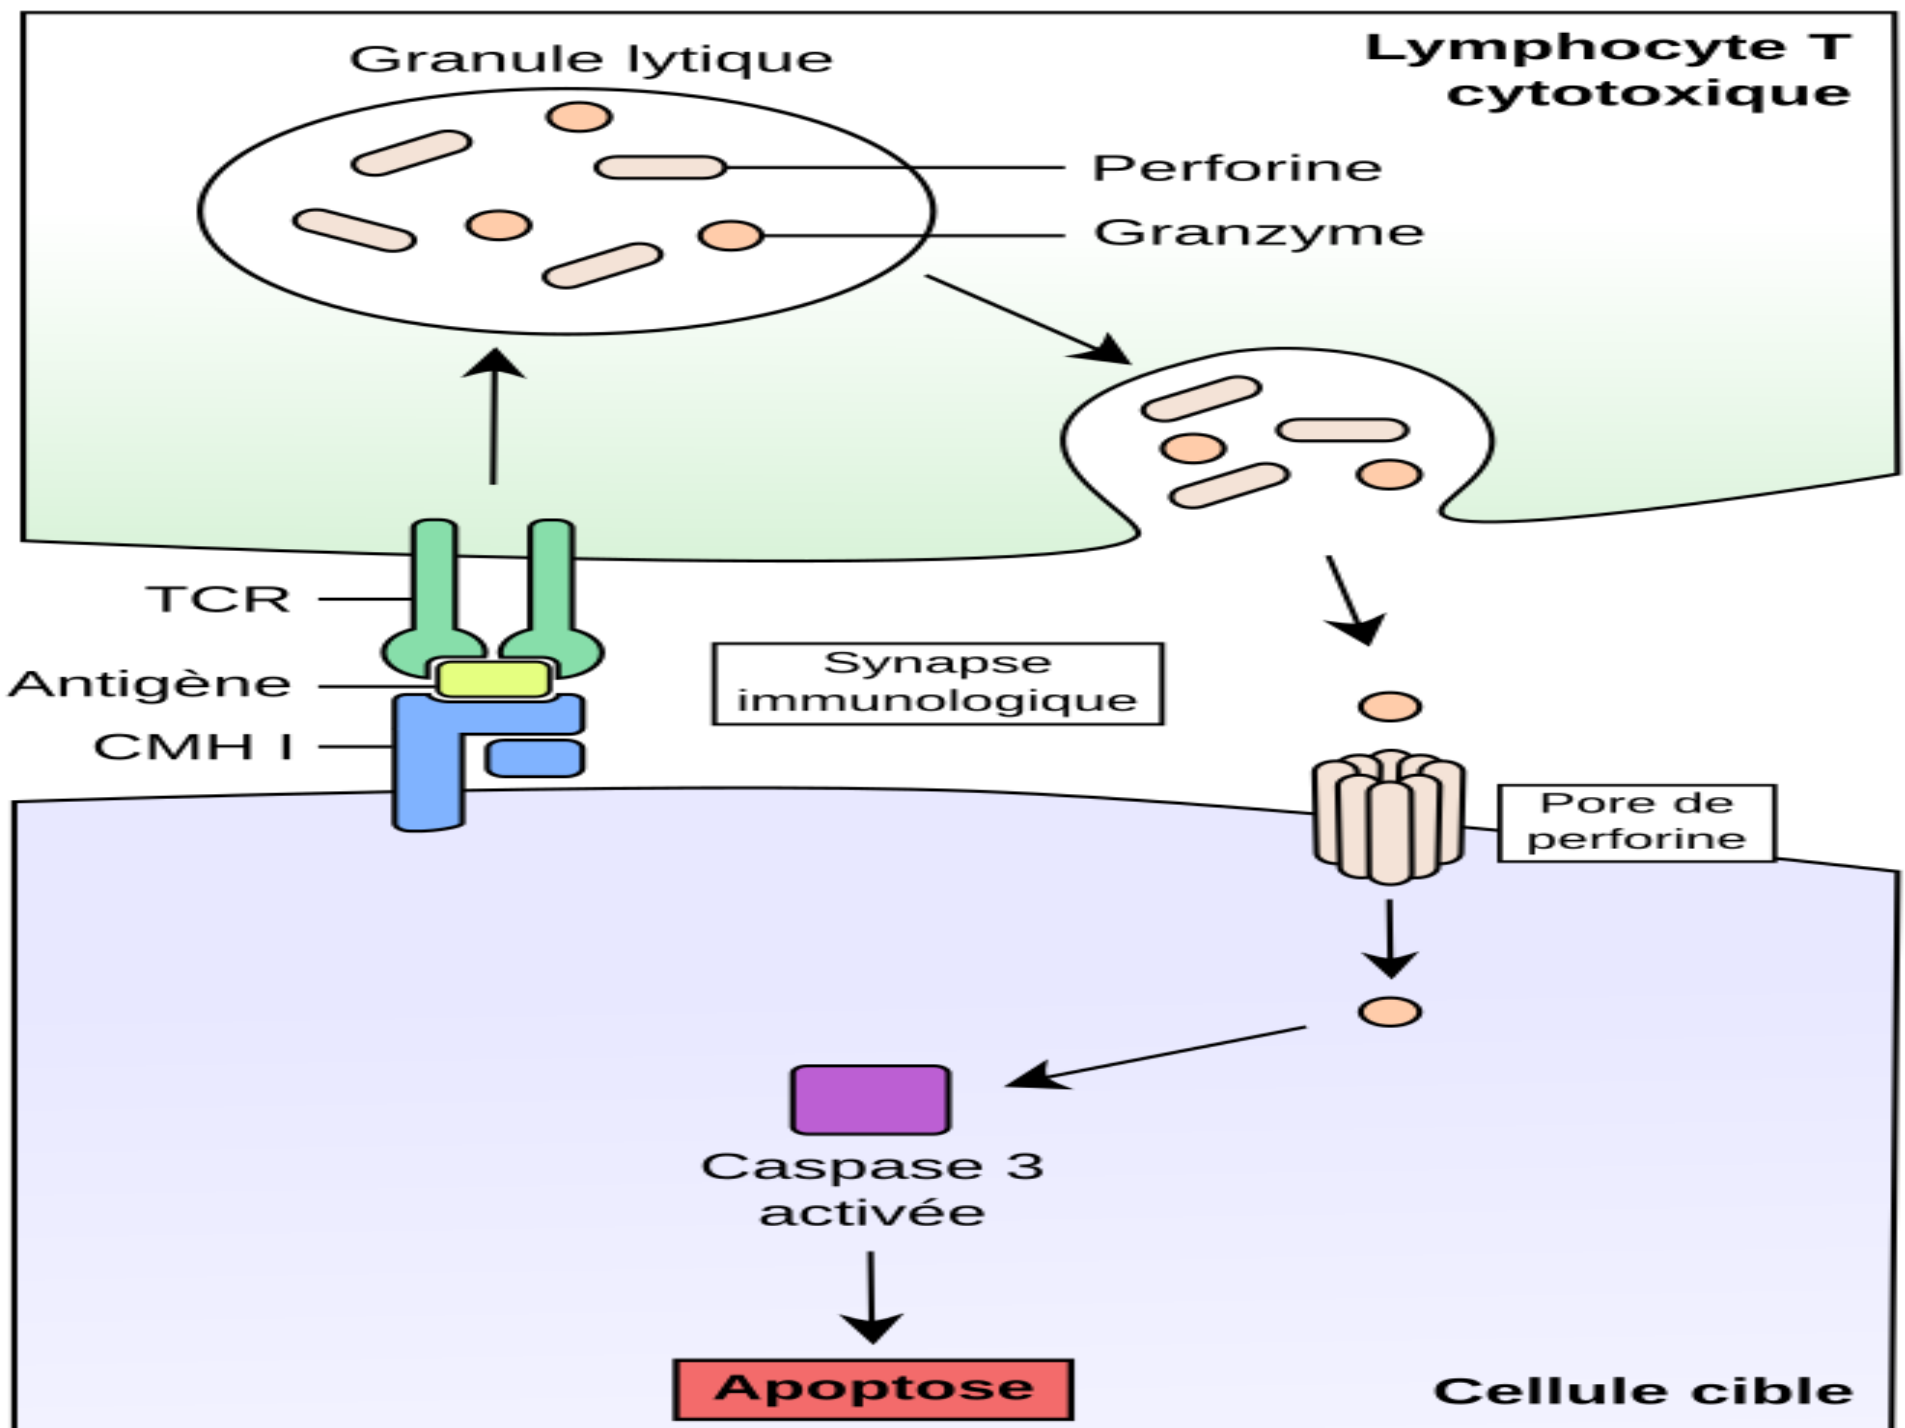 Granule lytique
Lymphocyte T
cytotoxique
Perforine
Granzyme
TCR
Antigène
CMH I
Synapse
immunologique
Pore de
perforine
Caspase 3
activée
Apoptose
Cellule cible